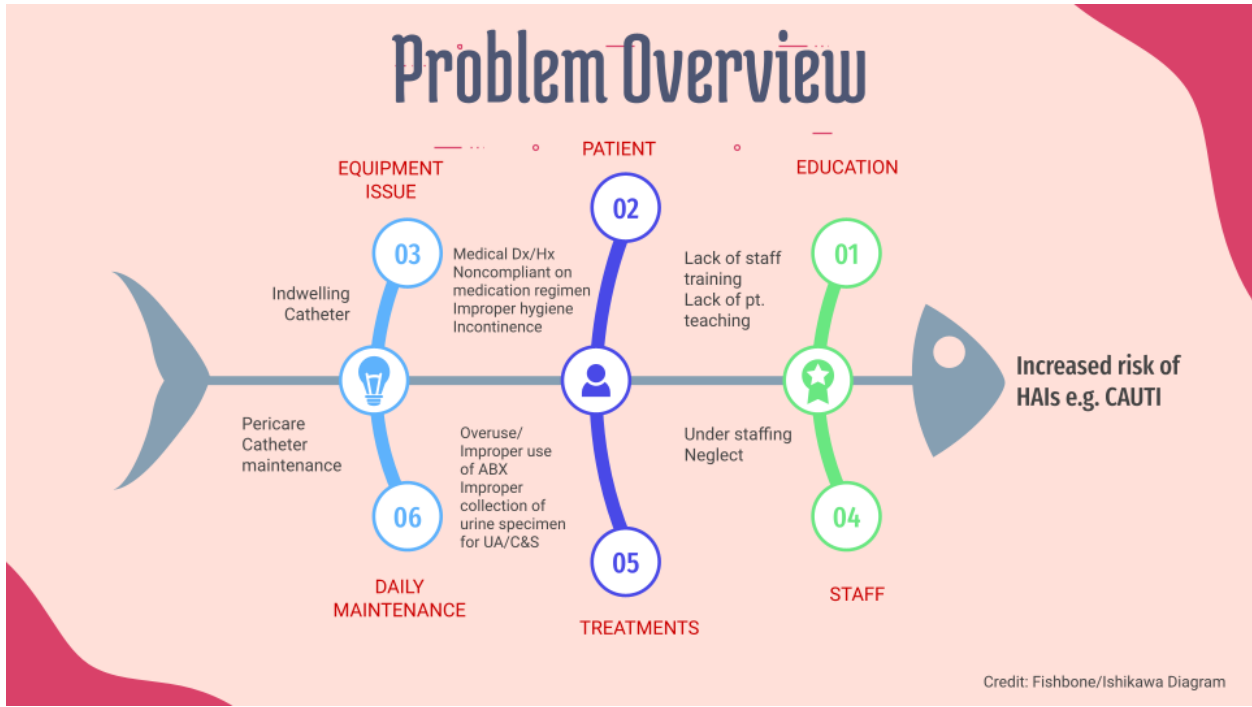 Problem Overview
EQUIPMENT
ISSUE
PATIENT
EDUCATION
03
02
01
Indwelling
Catheter
Medical Dx/Hx
Noncompliant on
medication regimen
Improper hygiene
Incontinence
Lack of staff
training
Lack of pt.
teaching
Increased risk of
HAIs e.g. CAUTI
Pericare
Catheter
maintenance
Overuse/
Improper use
of ABX
Improper
collection of
urine specimen
for UA/C&S
Under staffing
Neglect
06
05
04
DAILY
MAINTENANCE
TREATMENTS
STAFF
Credit: Fishbone/Ishikawa Diagram